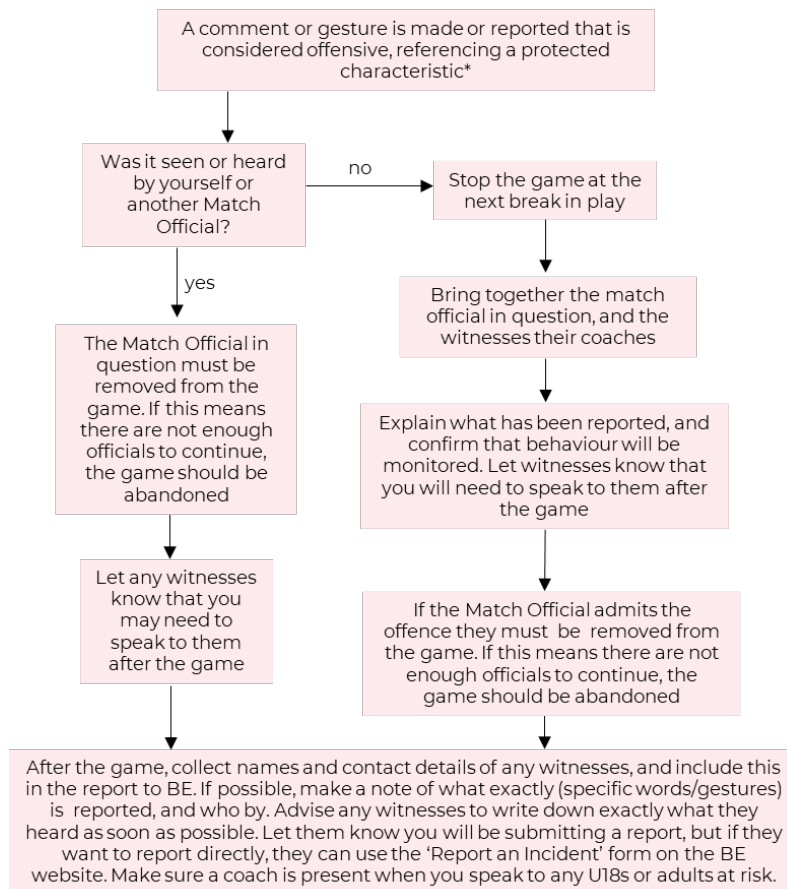 A comment or gesture is made or reported that is
considered offensive, referencing a protected
characteristic*
Was it seen or heard
by yourself or
another Match
Official?
no
Stop the game at the
next break in play
yes
Bring together the match
official in question, and the
witnesses their coaches
The Match Official in
question must be
removed from the
game. If this means
there are not enough
officials to continue,
the game should be
abandoned
Explain what has been reported, and
confirm that behaviour will be
monitored. Let witnesses know that
you will need to speak to them after
the game
Let any witnesses
know that you
may need to
speak to them
after the game
If the Match Official admits the
offence they must be removed from
the game. If this means there are not
enough officials to continue, the
game should be abandoned
After the game, collect names and contact details of any witnesses, and include this
in the report to BE. If possible, make a note of what exactly (specific words/gestures)
is reported, and who by. Advise any witnesses to write down exactly what they
heard as soon as possible. Let them know you will be submitting a report, but if they
want to report directly, they can use the ‘Report an Incident’ form on the BE
website. Make sure a coach is present when you speak to any U18s or adults at risk.